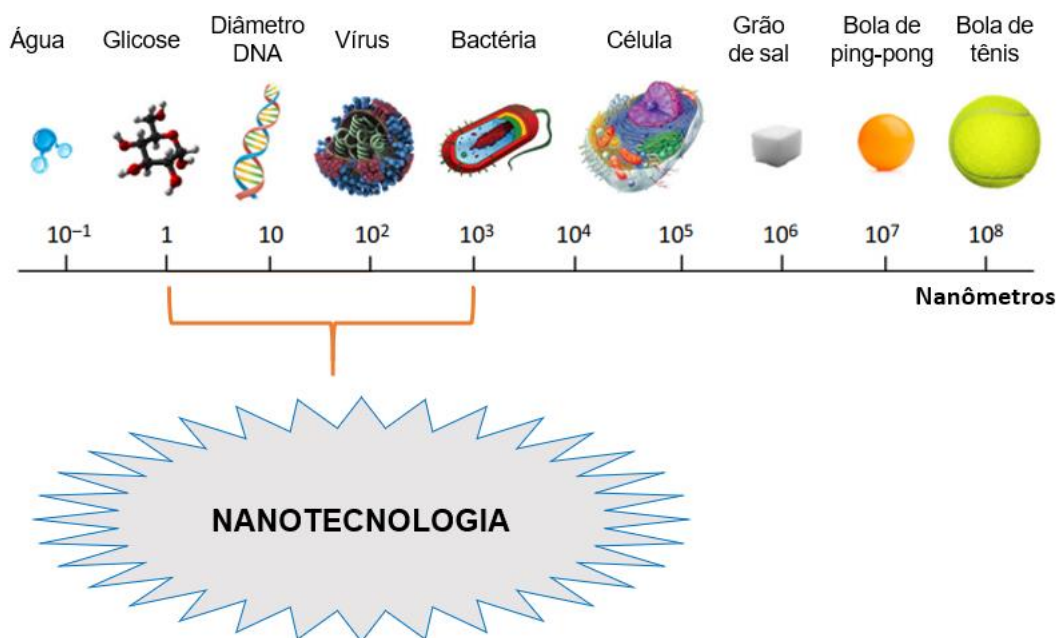 Água
Glicose
Diâmetro
DNA
Vírus
Bactéria
Célula
Grão
de sal
Bola de
ping-pong
Bola de
tênis
10⁻¹ 1 10 10² 10³ 10⁴ 10⁵ 10⁶ 10⁷ 10⁸
Nanômetros
NANOTECNOLOGIA